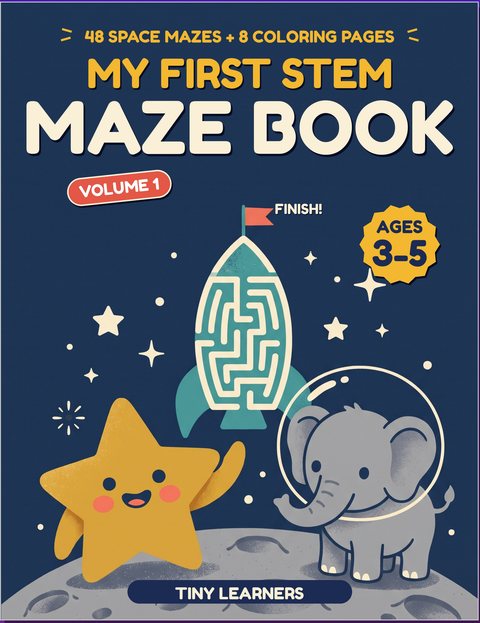 48 SPACE MAZES + 8 COLORING PAGES
MY FIRST STEM
MAZE BOOK
VOLUME 1
FINISH!
AGES
3–5
TINY LEARNERS